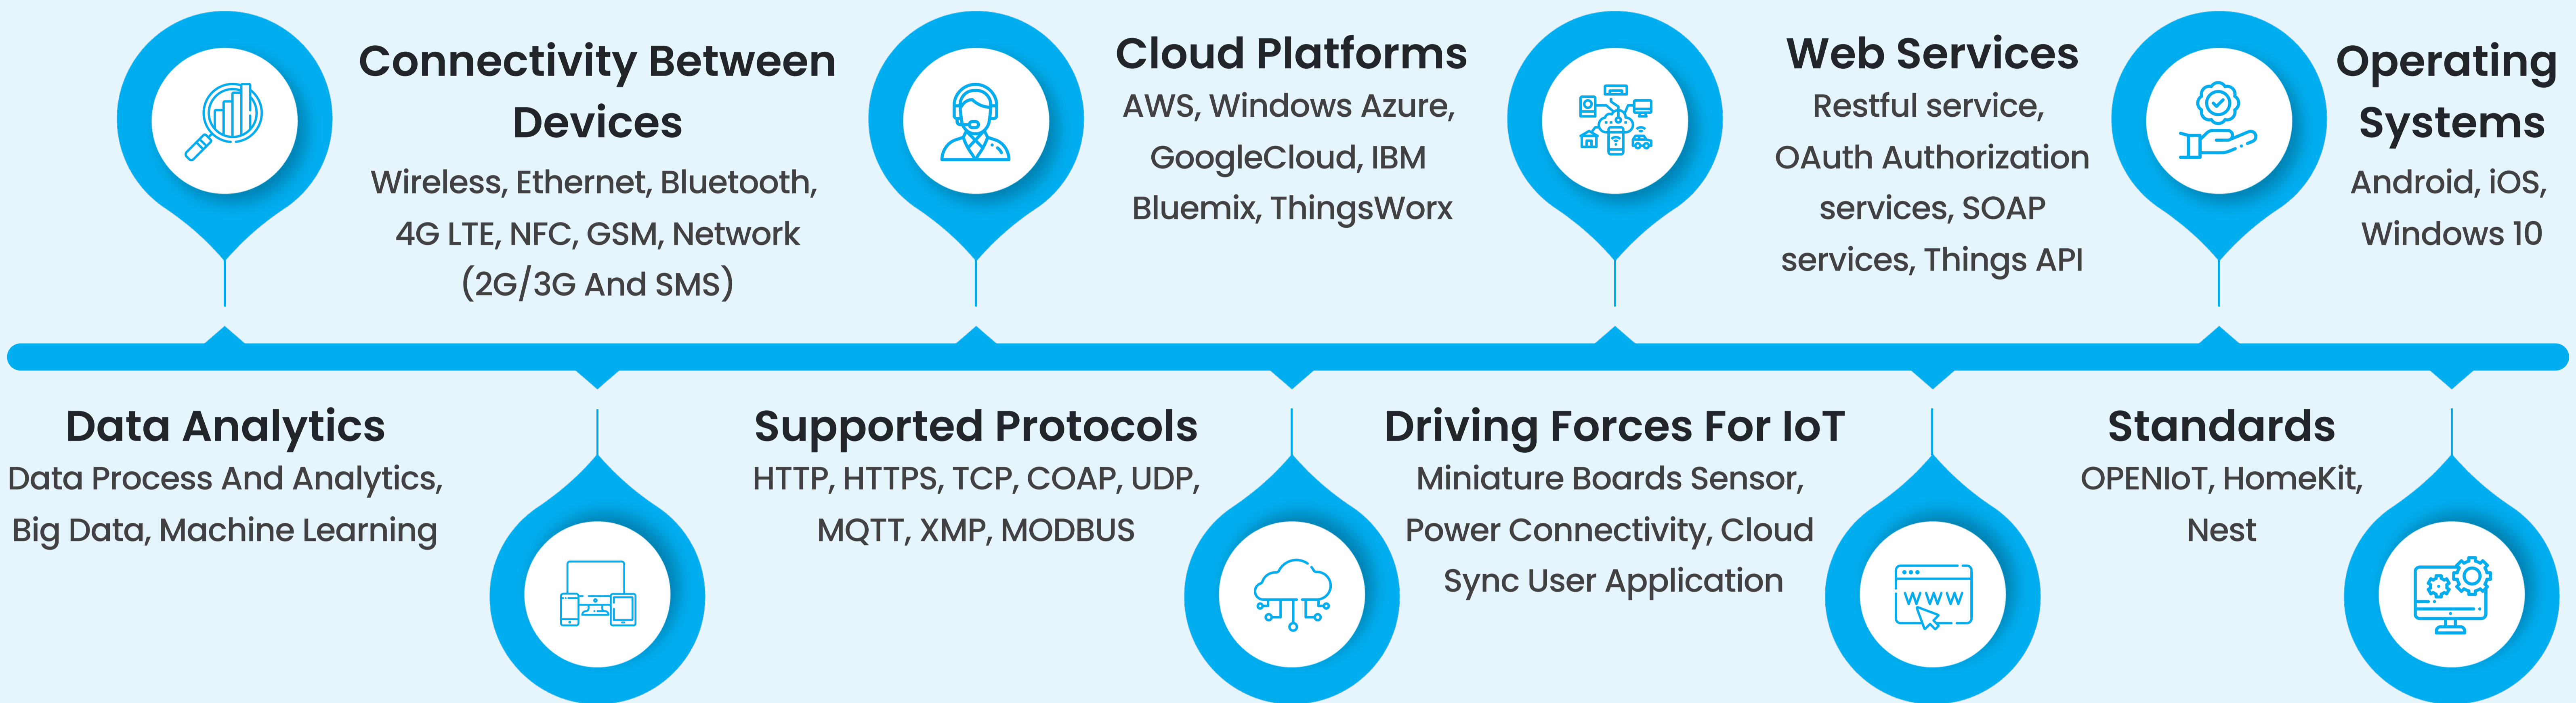 Connectivity Between
Devices
Wireless, Ethernet, Bluetooth,
4G LTE, NFC, GSM, Network
(2G/3G And SMS)
Cloud Platforms
AWS, Windows Azure,
GoogleCloud, IBM
Bluemix, ThingsWorx
Web Services
Restful service,
OAuth Authorization
services, SOAP
services, Things API
Operating
Systems
Android, iOS,
Windows 10
Data Analytics
Data Process And Analytics,
Big Data, Machine Learning
Supported Protocols
HTTP, HTTPS, TCP, COAP, UDP,
MQTT, XMP, MODBUS
Driving Forces For IoT
Miniature Boards Sensor,
Power Connectivity, Cloud
Sync User Application
WWW
Standards
OPENIoT, HomeKit,
Nest